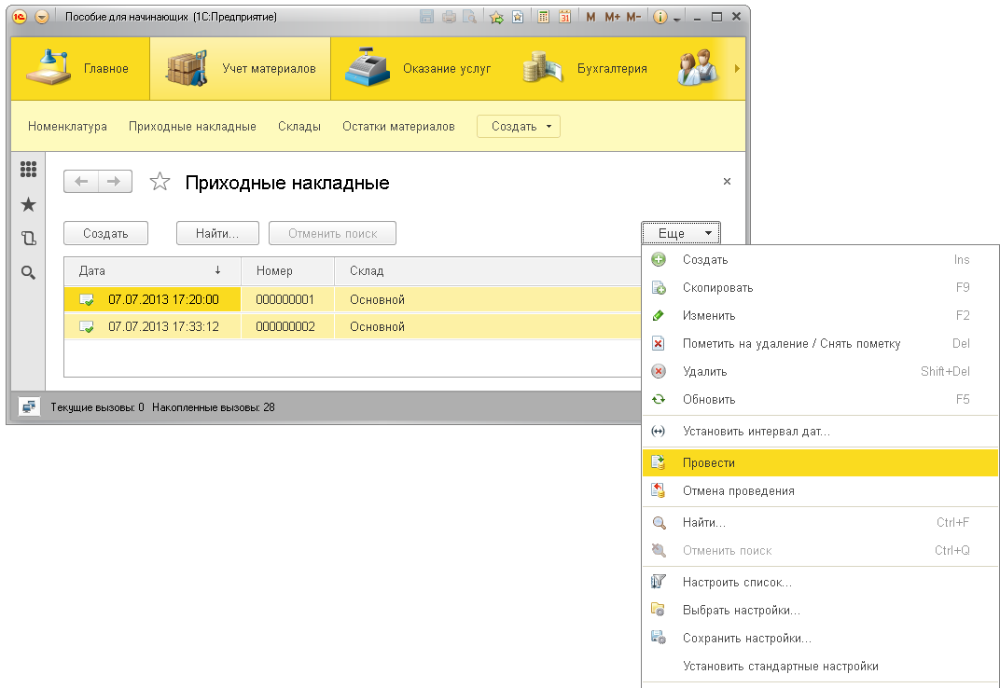 Пособие для начинающих (1С:Предприятие)
M M+ M-
31
Главное Учет материалов Оказание услуг Бухгалтерия
Номенклатура Приходные накладные Склады Остатки материалов Создать
Приходные накладные
Создать Найти... Отменить поиск Еще
Дата Номер Склад
07.07.2013 17:20:00 000000001 Основной
07.07.2013 17:33:12 000000002 Основной
Текущие вызовы: 0 Накопленные вызовы: 28
Создать Ins
Скопировать F9
Изменить F2
Пометить на удаление / Снять пометку Del
Удалить Shift+Del
Обновить F5
Установить интервал дат...
Провести
Отмена проведения
Найти... Ctrl+F
Отменить поиск Ctrl+Q
Настроить список...
Выбрать настройки...
Сохранить настройки...
Установить стандартные настройки